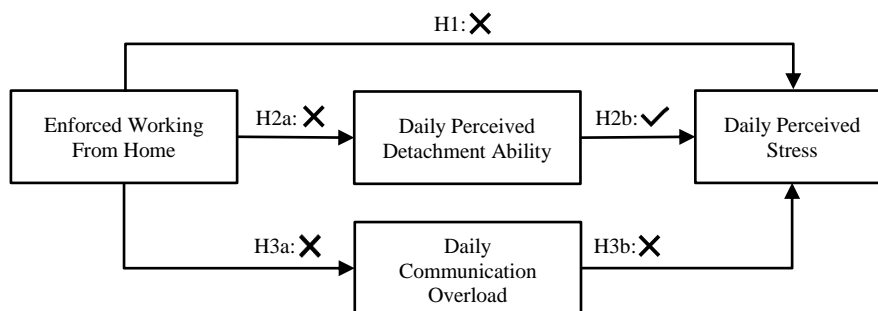 H1: ✗
Enforced Working
From Home
H2a: ✗
Daily Perceived
Detachment Ability
H2b: ✓
Daily Perceived
Stress
H3a: ✗
Daily
Communication
Overload
H3b: ✗